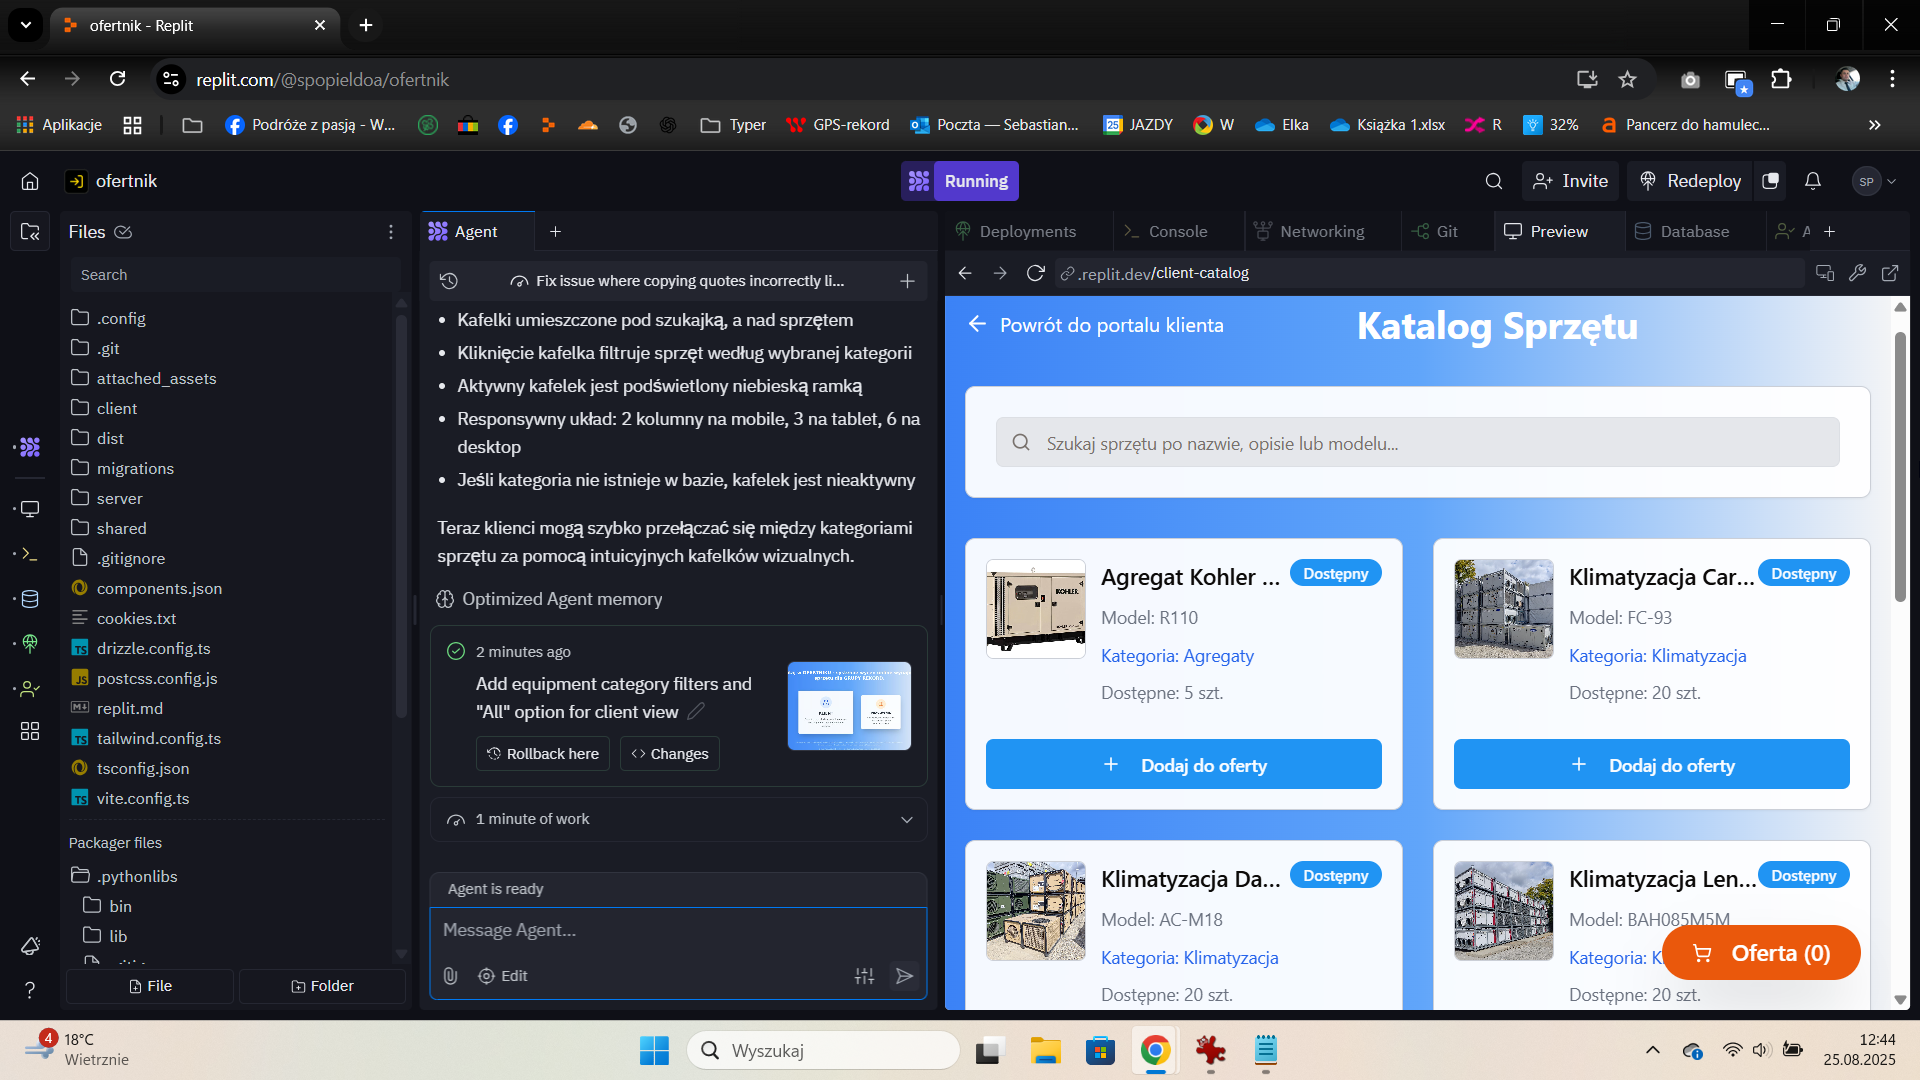 ofertnik - Replit
replit.com/@spopieldoa/ofertnik
Aplikacje
Podróże z pasją - W...
Typer
GPS-rekord
Poczta — Sebastian...
25
JAZDY
W
Elka
Książka 1.xlsx
R
32%
Pancerz do hamulec...
ofertnik
Running
Invite
Redeploy
SP
Files
Search
.config
.git
attached_assets
client
dist
migrations
server
shared
.gitignore
components.json
cookies.txt
drizzle.config.ts
postcss.config.js
replit.md
tailwind.config.ts
tsconfig.json
vite.config.ts
Packager files
.pythonlibs
bin
lib
File
Folder
Agent
Fix issue where copying quotes incorrectly li...
• Kafelki umieszczone pod szukajką, a nad sprzętem
• Kliknięcie kafelka filtruje sprzęt według wybranej kategorii
• Aktywny kafelek jest podświetlony niebieską ramką
• Responsywny układ: 2 kolumny na mobile, 3 na tablet, 6 na
desktop
• Jeśli kategoria nie istnieje w bazie, kafelek jest nieaktywny
Teraz klienci mogą szybko przełączać się między kategoriami
sprzętu za pomocą intuicyjnych kafelków wizualnych.
Optimized Agent memory
2 minutes ago
Add equipment category filters and
"All" option for client view
Rollback here
Changes
1 minute of work
Agent is ready
Message Agent...
Edit
Deployments
Console
Networking
Git
Preview
Database
A
.replit.dev/client-catalog
Powrót do portalu klienta
Katalog Sprzętu
Szukaj sprzętu po nazwie, opisie lub modelu...
Agregat Kohler ...
Dostępny
Model: R110
Kategoria: Agregaty
Dostępne: 5 szt.
Dodaj do oferty
Klimatyzacja Car...
Dostępny
Model: FC-93
Kategoria: Klimatyzacja
Dostępne: 20 szt.
Dodaj do oferty
Klimatyzacja Da...
Dostępny
Model: AC-M18
Kategoria: Klimatyzacja
Dostępne: 20 szt.
Klimatyzacja Len...
Dostępny
Model: BAH085M5M
Kategoria: K
Dostępne: 20 szt.
Oferta (0)
4
18°C
Wietrznie
Wyszukaj
12:44
25.08.2025